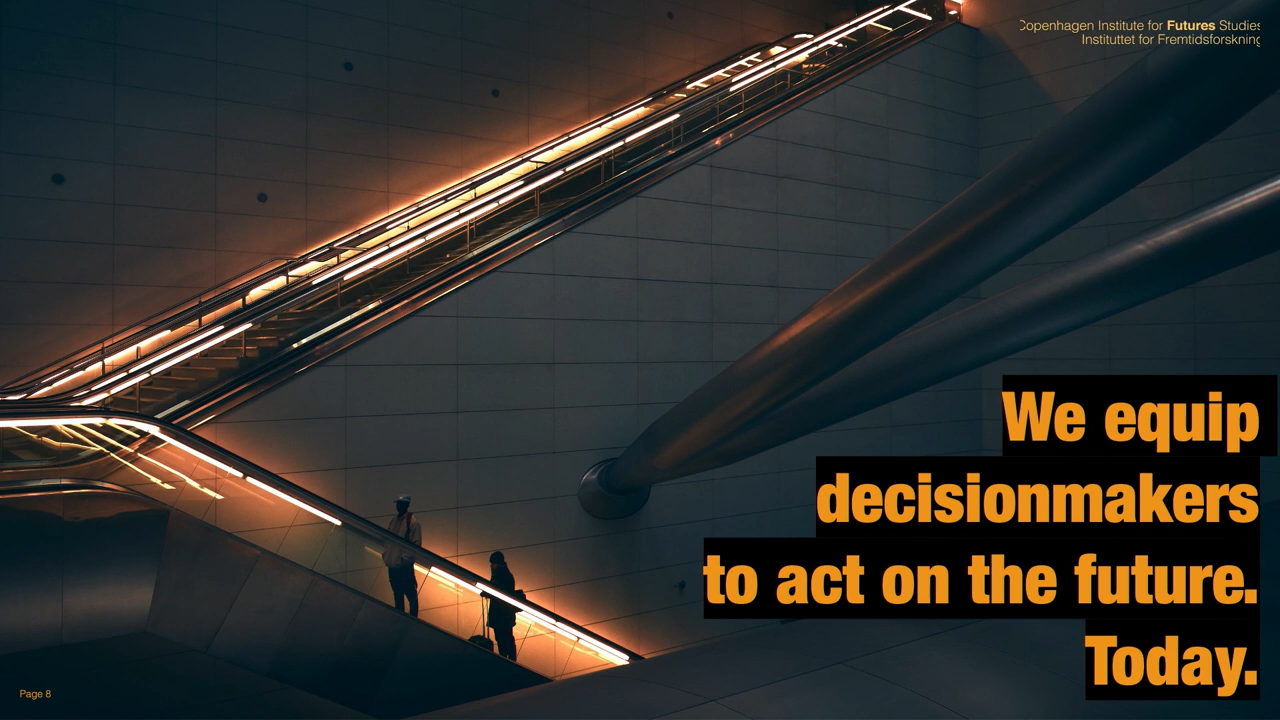 Copenhagen Institute for Futures Studies
Instituttet for Fremtidsforskning
We equip
decisionmakers
to act on the future.
Today.
Page 8